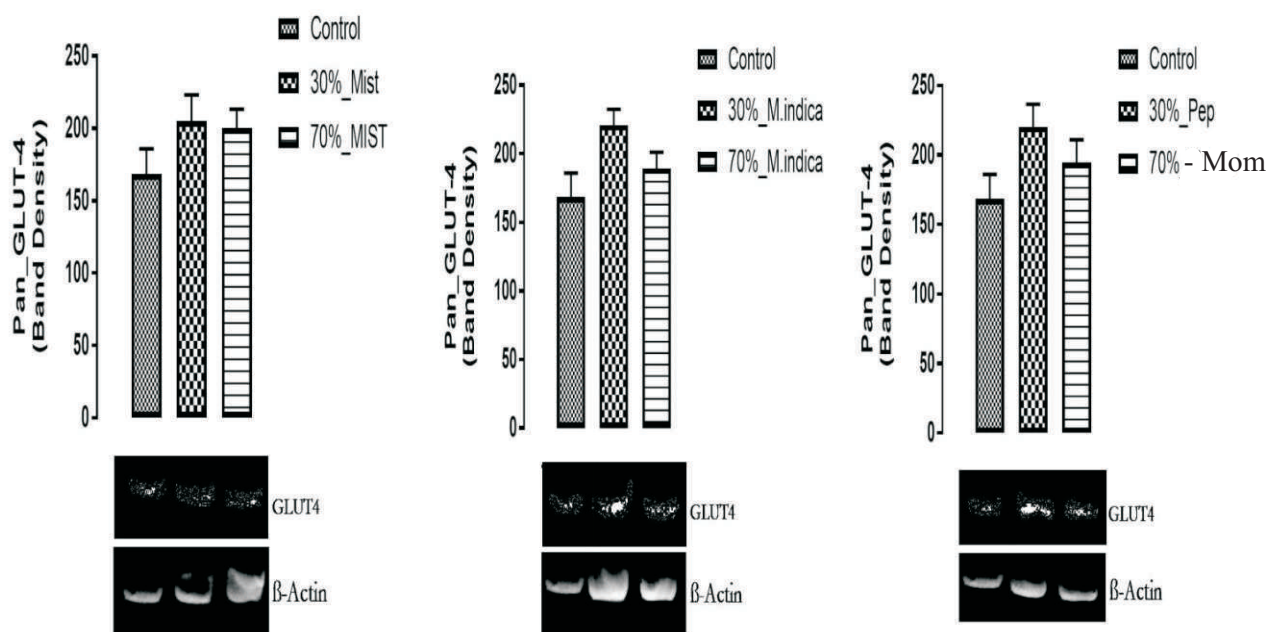 Control
30%_Mist
70%_MIST
Pan_GLUT-4
(Band Density)
250
200
150
100
50
0
GLUT4
ß-Actin
Control
30%_M.indica
70%_M.indica
Pan_GLUT-4
(Band Density)
250
200
150
100
50
0
GLUT4
ß-Actin
Control
30%_Pep
70% - Mom
Pan_GLUT-4
(Band Density)
250
200
150
100
50
0
GLUT4
ß-Actin